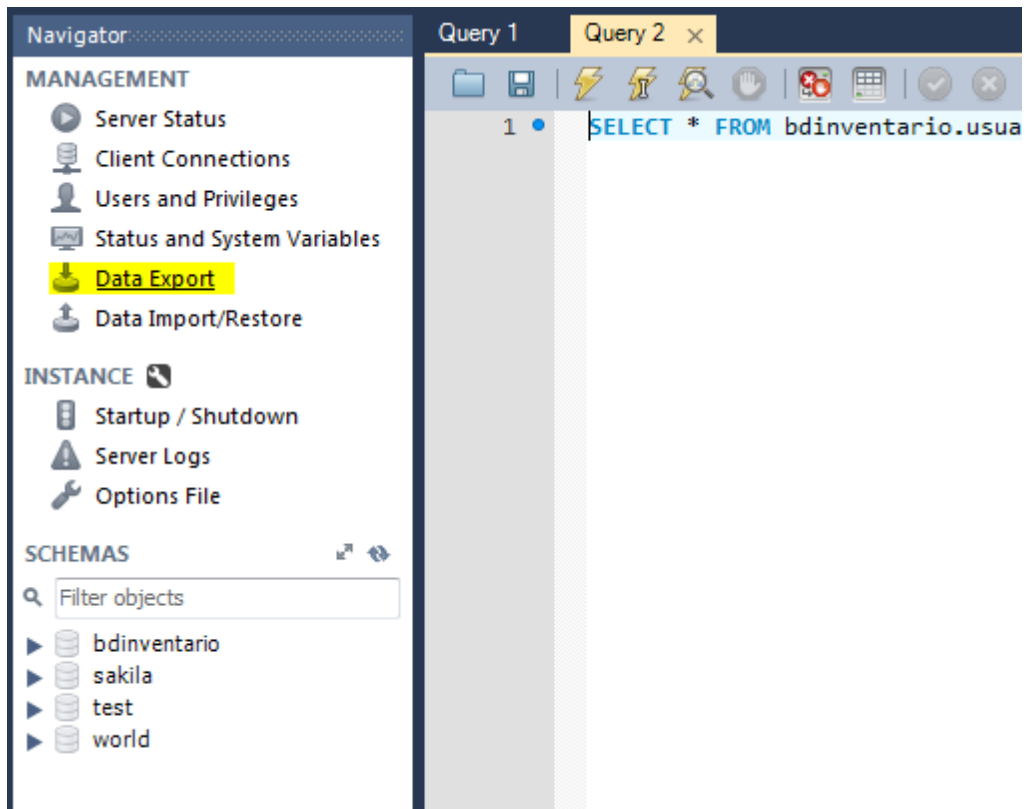 Navigator
MANAGEMENT
Server Status
Client Connections
Users and Privileges
Status and System Variables
Data Export
Data Import/Restore
INSTANCE
Startup / Shutdown
Server Logs
Options File
SCHEMAS
Filter objects
bdinventario
sakila
test
world
Query 1
Query 2
1
SELECT * FROM bdinventario.usua